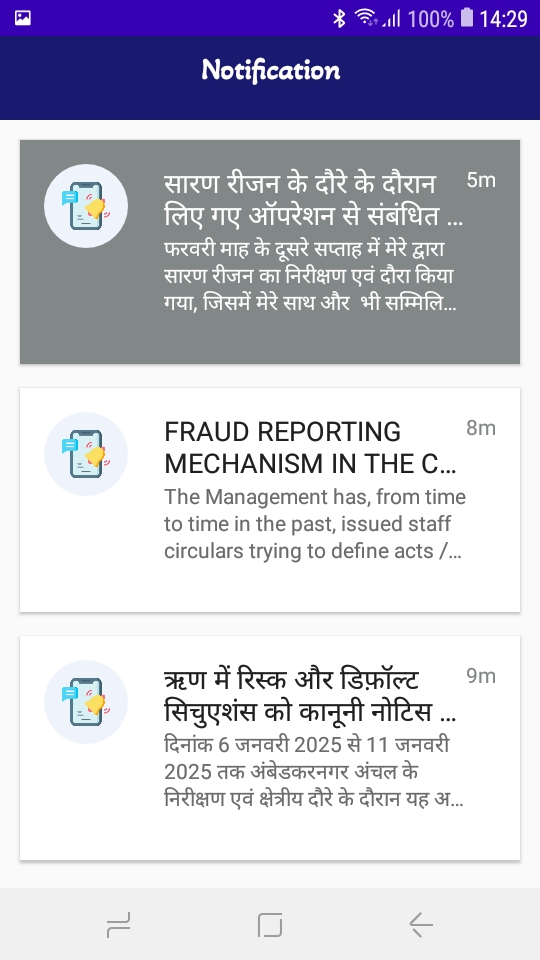 100% 14:29
Notification
सारण रीजन के दौरे के दौरान 5m
लिए गए ऑपरेशन से संबंधित ...
फरवरी माह के दूसरे सप्ताह में मेरे द्वारा
सारण रीजन का निरीक्षण एवं दौरा किया
गया, जिसमें मेरे साथ और  भी सम्मिलि...
FRAUD REPORTING 8m
MECHANISM IN THE C...
The Management has, from time
to time in the past, issued staff
circulars trying to define acts /...
ऋण में रिस्क और डिफ़ॉल्ट 9m
सिचुएशंस को कानूनी नोटिस ...
दिनांक 6 जनवरी 2025 से 11 जनवरी
2025 तक अंबेडकरनगर अंचल के
निरीक्षण एवं क्षेत्रीय दौरे के दौरान यह अ...